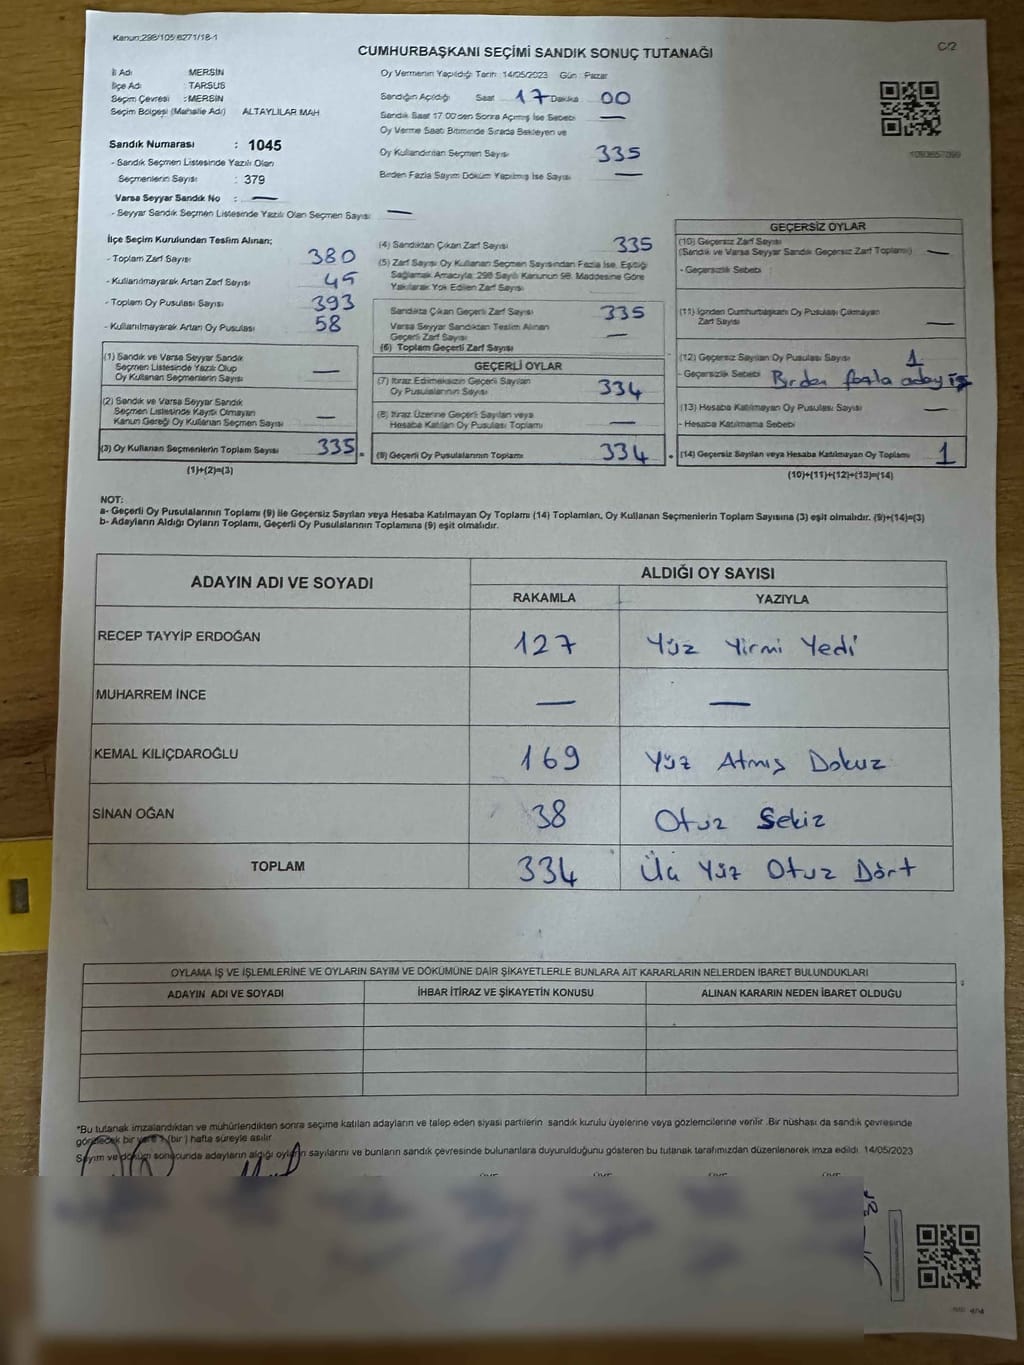 Kanun:298/105 6271/18-1
CUMHURBAŞKANI SEÇİMİ SANDIK SONUÇ TUTANAĞI
C/2
İl Adı : MERSİN
İlçe Adı : TARSUS
Seçim Çevresi : MERSİN
Seçim Bölgesi (Mahalle Adı) ALTAYLILAR MAH
Sandık Numarası : 1045
- Sandık Seçmen Listesinde Yazılı Olan
Seçmenlerin Sayısı : 379
Varsa Seyyar Sandık No : —
- Seyyar Sandık Seçmen Listesinde Yazılı Olan Seçmen Sayısı —
Oy Vermenin Yapıldığı Tarih : 14/05/2023 Gün : Pazar
Sandığın Açıldığı Saat 17 Dakika 00
Sandık Saat 17 00'den Sonra Açılmış İse Sebebi —
Oy Verme Saati Bitiminde Sırada Bekleyen ve
Oy Kullandırılan Seçmen Sayısı 335
Birden Fazla Sayım Döküm Yapılmış İse Sayısı —
İlçe Seçim Kurulundan Teslim Alınan;
- Toplam Zarf Sayısı 380
- Kullanılmayarak Artan Zarf Sayısı 45
- Toplam Oy Pusulası Sayısı 393
- Kullanılmayarak Artan Oy Pusulası 58
(1) Sandık ve Varsa Seyyar Sandık
Seçmen Listesinde Yazılı Olup
Oy Kullanan Seçmenlerin Sayısı —
(2) Sandık ve Varsa Seyyar Sandık
Seçmen Listesinde Kayıtlı Olmayan
Kanun Gereği Oy Kullanan Seçmen Sayısı —
(3) Oy Kullanan Seçmenlerin Toplam Sayısı 335
(1)+(2)=(3)
(4) Sandıktan Çıkan Zarf Sayısı 335
(5) Zarf Sayısı Oy Kullanan Seçmen Sayısından Fazla İse, Eşitliği
Sağlamak Amacıyla; 298 Sayılı Kanunun 98. Maddesine Göre
Yakılarak Yok Edilen Zarf Sayısı
Sandıkta Çıkan Geçerli Zarf Sayısı 335
Varsa Seyyar Sandıktan Teslim Alınan
Geçerli Zarf Sayısı —
(6) Toplam Geçerli Zarf Sayısı
GEÇERLİ OYLAR
(7) İtiraz Edilmeksizin Geçerli Sayılan
Oy Pusulasının Sayısı 334
(8) İtiraz Üzerine Geçerli Sayılan veya
Hesaba Katılan Oy Pusulası Toplamı —
(9) Geçerli Oy Pusulalarının Toplamı 334
GEÇERSİZ OYLAR
(10) Geçersiz Zarf Sayısı
(Sandık ve Varsa Seyyar Sandık Geçersiz Zarf Toplamı) —
- Geçersizlik Sebebi
(11) İçinden Cumhurbaşkanı Oy Pusulası Çıkmayan
Zarf Sayısı —
(12) Geçersiz Sayılan Oy Pusulası Sayısı 1
- Geçersizlik Sebebi Birden fazla aday iş
(13) Hesaba Katılmayan Oy Pusulası Sayısı —
- Hesaba Katılmama Sebebi
(14) Geçersiz Sayılan veya Hesaba Katılmayan Oy Toplamı 1
(10)+(11)+(12)+(13)=(14)
NOT:
a- Geçerli Oy Pusulalarının Toplamı (9) ile Geçersiz Sayılan veya Hesaba Katılmayan Oy Toplamı (14) Toplamları, Oy Kullanan Seçmenlerin Toplam Sayısına (3) eşit olmalıdır. (9)+(14)=(3)
b- Adayların Aldığı Oyların Toplamı, Geçerli Oy Pusulalarının Toplamına (9) eşit olmalıdır.
ADAYIN ADI VE SOYADI ALDIĞI OY SAYISI
RAKAMLA YAZIYLA
RECEP TAYYİP ERDOĞAN 127 Yüz Yirmi Yedi
MUHARREM İNCE — —
KEMAL KILIÇDAROĞLU 169 Yüz Atmış Dokuz
SİNAN OĞAN 38 Otuz Sekiz
TOPLAM 334 Üç Yüz Otuz Dört
OYLAMA İŞ VE İŞLEMLERİNE VE OYLARIN SAYIM VE DÖKÜMÜNE DAİR ŞİKAYETLERLE BUNLARA AİT KARARLARIN NELERDEN İBARET BULUNDUKLARI
ADAYIN ADI VE SOYADI İHBAR İTİRAZ VE ŞİKAYETİN KONUSU ALINAN KARARIN NEDEN İBARET OLDUĞU
*Bu tutanak imzalandıktan ve mühürlendikten sonra seçime katılan adayların ve talep eden siyasi partilerin sandık kurulu üyelerine veya gözlemcilerine verilir .Bir nüshası da sandık çevresinde
görülecek bir yere 1 (bir ) hafta süreyle asılır
Sayım ve döküm sonucunda adayların aldığı oyların sayılarını ve bunların sandık çevresinde bulunanlara duyurulduğunu gösteren bu tutanak tarafımızdan düzenlenerek imza edildi. 14/05/2023